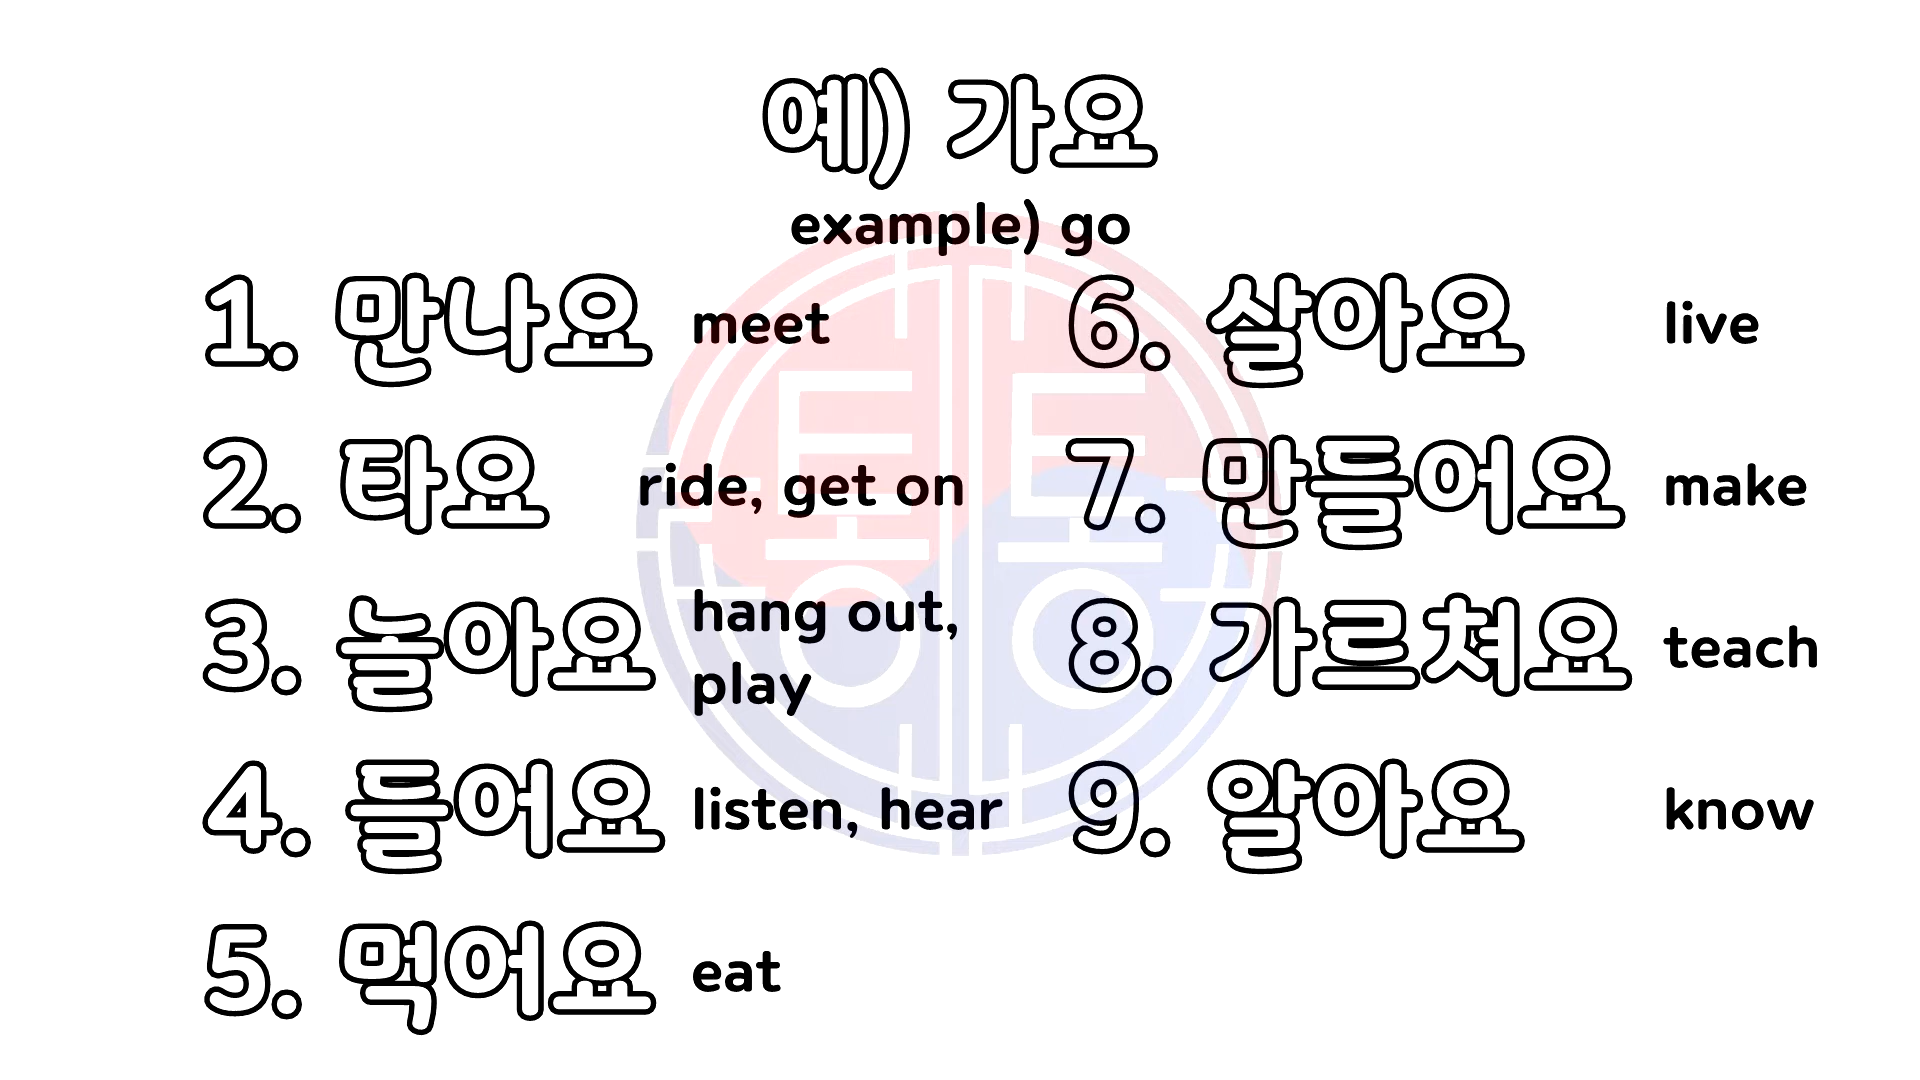 예) 가요
example) go
1. 만나요 meet
2. 타요 ride, get on
3. 놀아요 hang out,
play
4. 들어요 listen, hear
5. 먹어요 eat
6. 살아요 live
7. 만들어요 make
8. 가르쳐요 teach
9. 알아요 know
통통